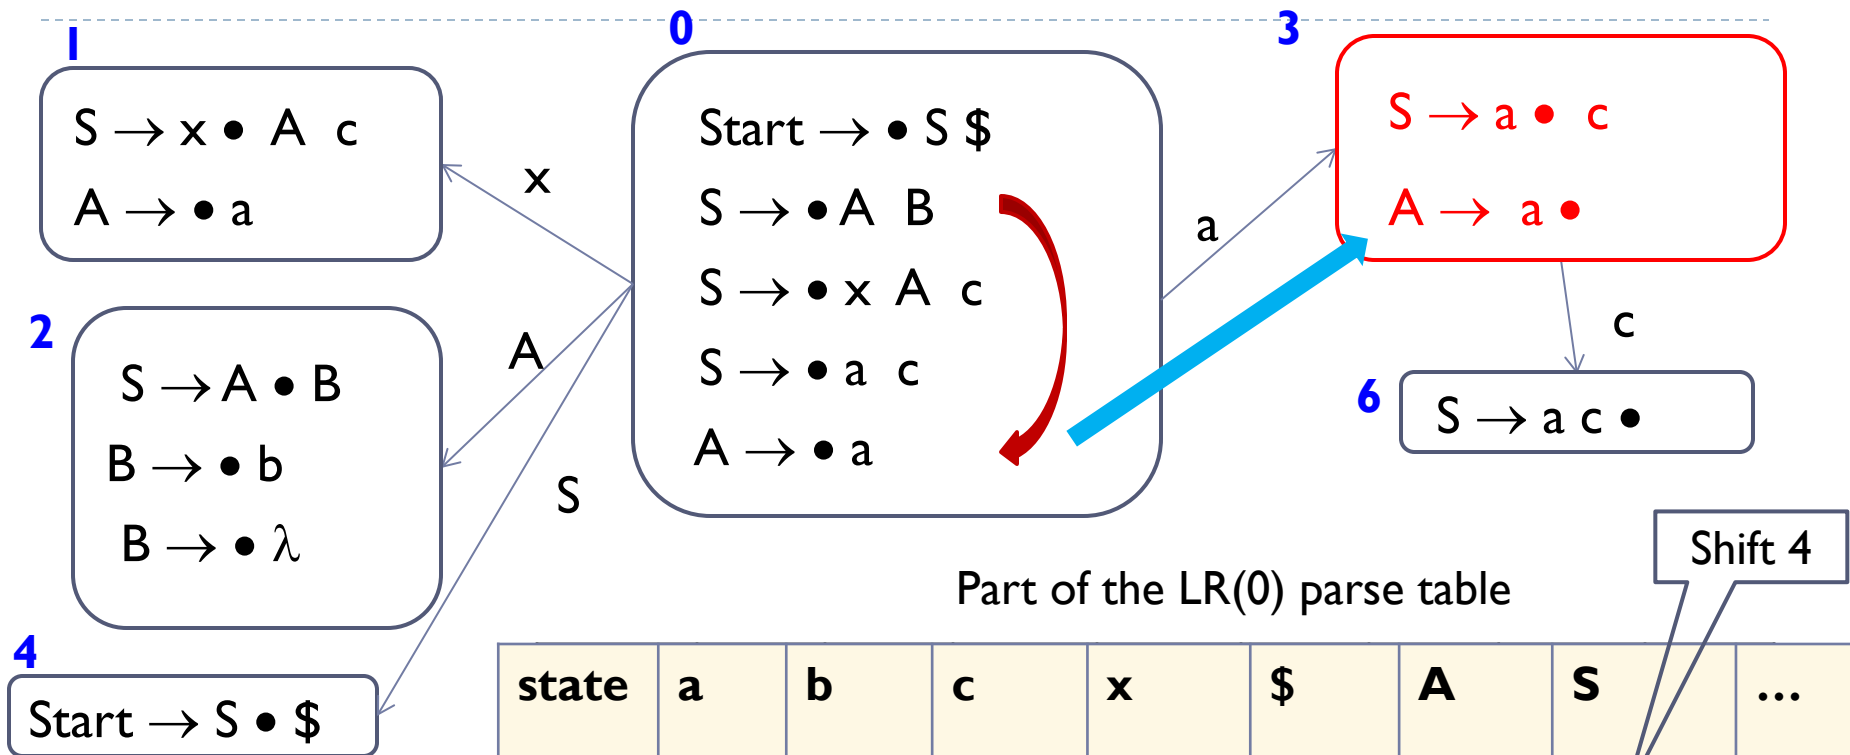 1
S → x • A c
A → • a
0
Start → • S $
S → • A B
S → • x A c
S → • a c
A → • a
3
S → a • c
A → a •
x
a
A
S
c
2
S → A • B
B → • b
B → • λ
6
S → a c •
4
Start → S • $
Shift 4
Part of the LR(0) parse table
state a b c x $ A S ...